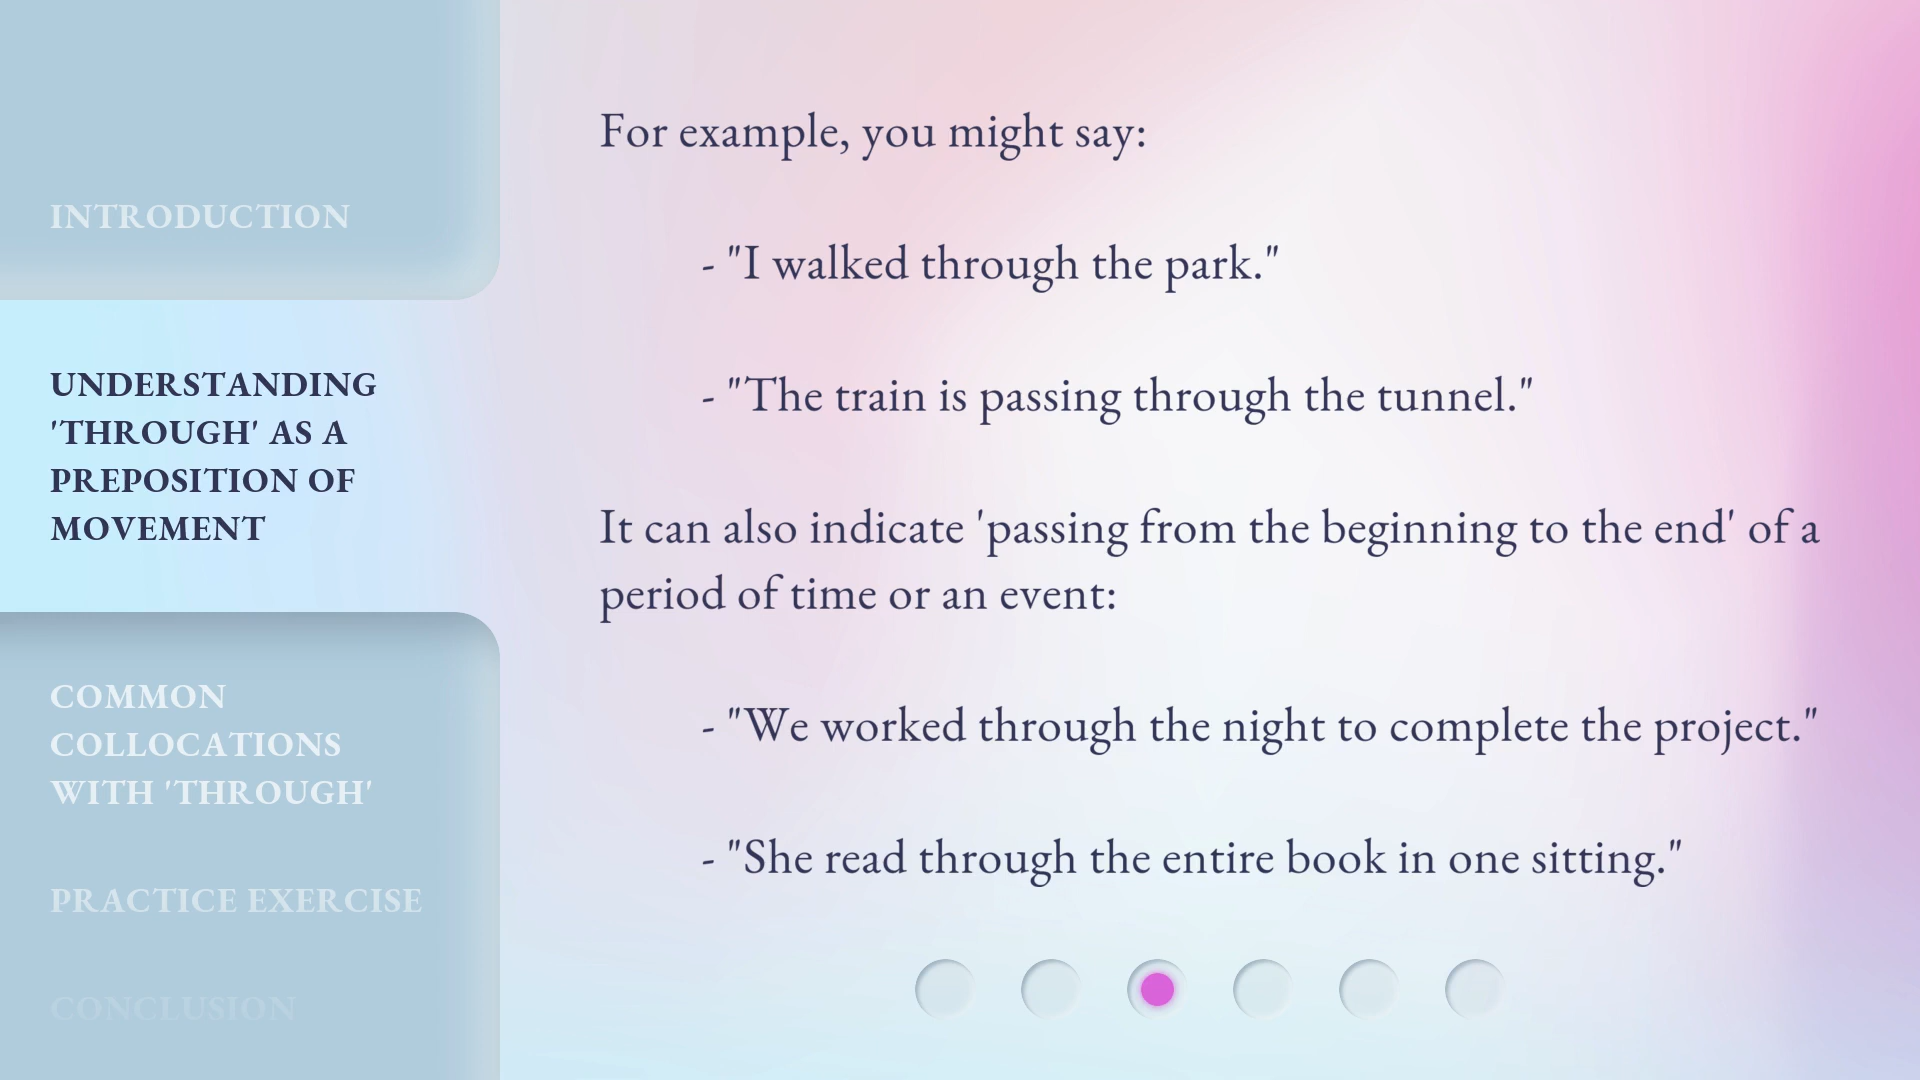 INTRODUCTION
UNDERSTANDING
'THROUGH' AS A
PREPOSITION OF
MOVEMENT
COMMON
COLLOCATIONS
WITH 'THROUGH'
PRACTICE EXERCISE
CONCLUSION
For example, you might say:
- "I walked through the park."
- "The train is passing through the tunnel."
It can also indicate 'passing from the beginning to the end' of a
period of time or an event:
- "We worked through the night to complete the project."
- "She read through the entire book in one sitting."